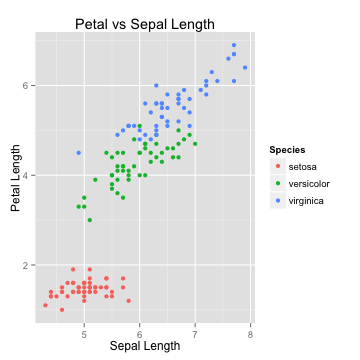 Petal vs Sepal Length
6
4
2
Petal Length
5
6
7
8
Sepal Length
Species
setosa
versicolor
virginica